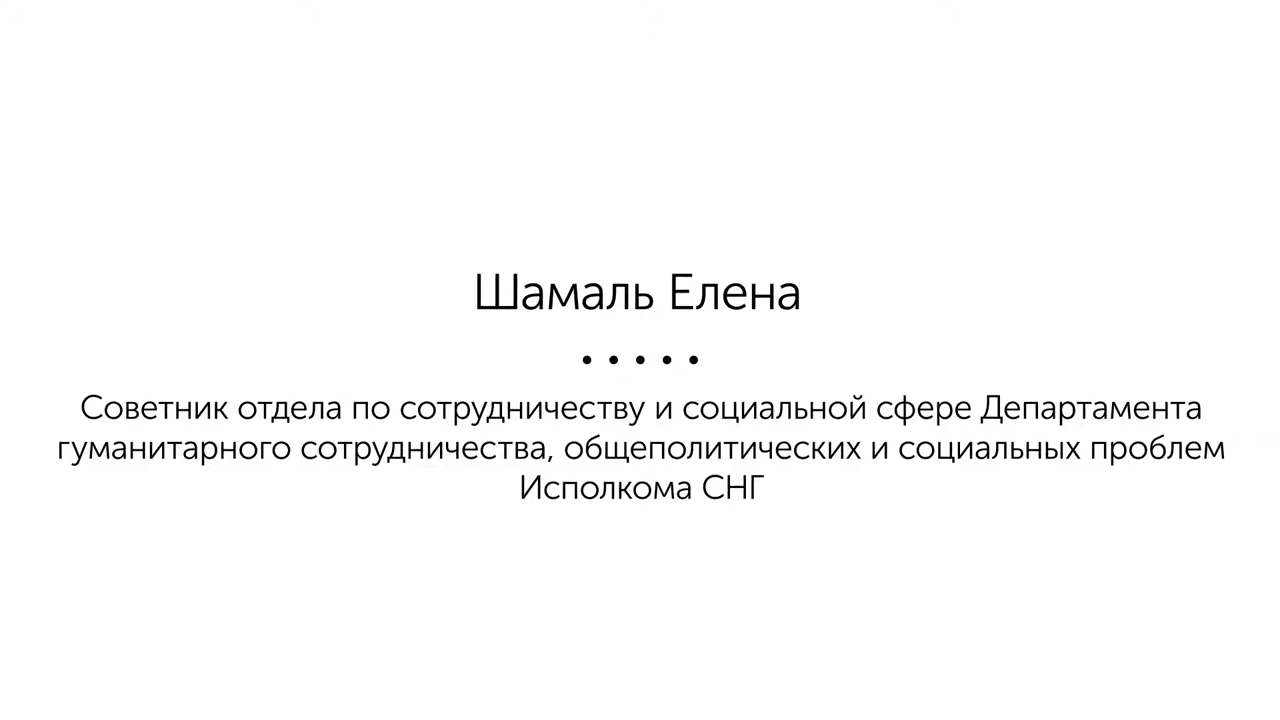 Шамаль Елена
• • • • •
Советник отдела по сотрудничеству и социальной сфере Департамента
гуманитарного сотрудничества, общеполитических и социальных проблем
Исполкома СНГ